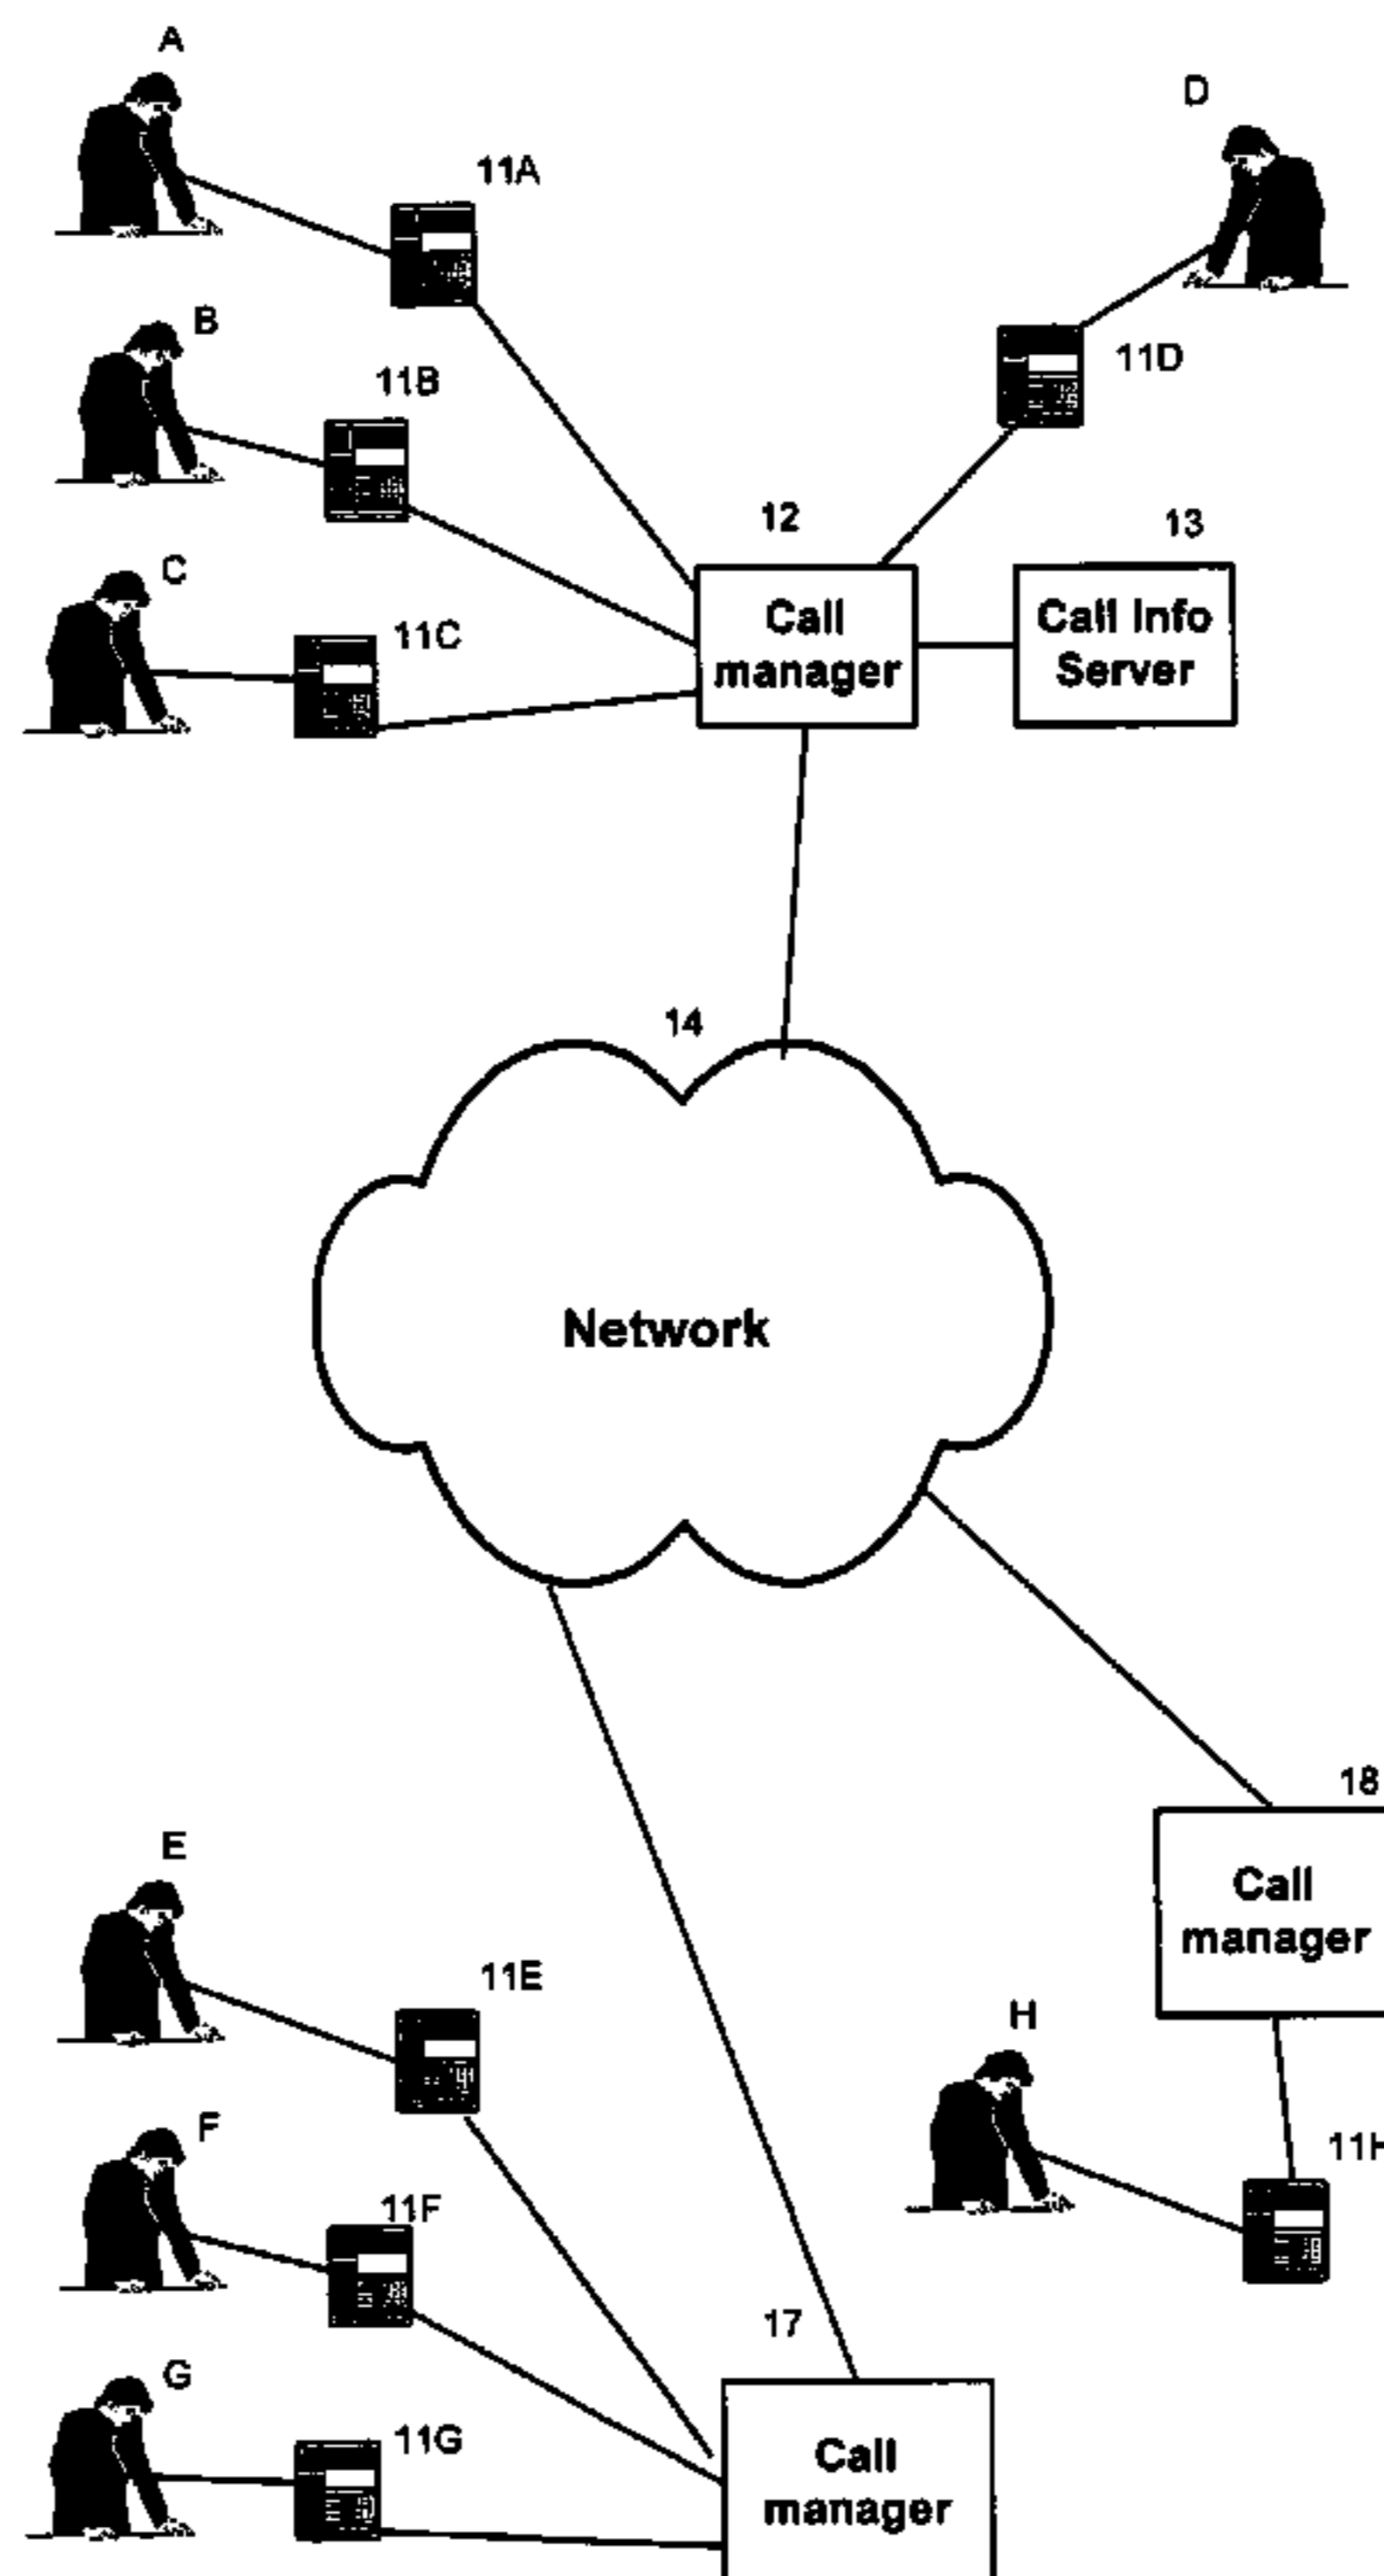 A
D
11A
B
11D
11B
12
13
C
Call
manager
Call Info
Server
11C
14
Network
18
E
Call
manager
11E
H
F
11H
11F
17
G
11G
Call
manager